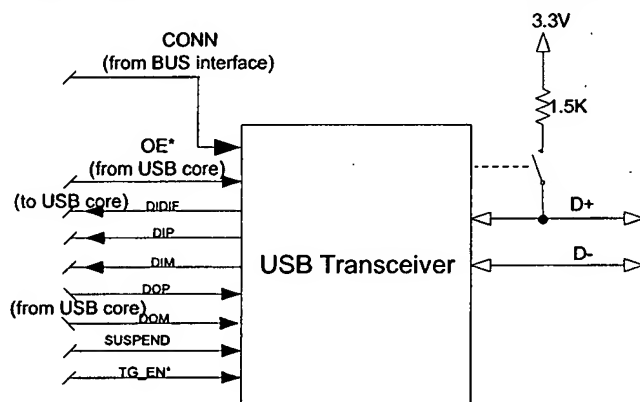 3.3V
CONN
(from BUS interface)
1.5K
OE*
(from USB core)
(to USB core)
DIDIF
DIP
DIM
DOP
(from USB core)
DOM
SUSPEND
TG_EN*
USB Transceiver
D+
D-